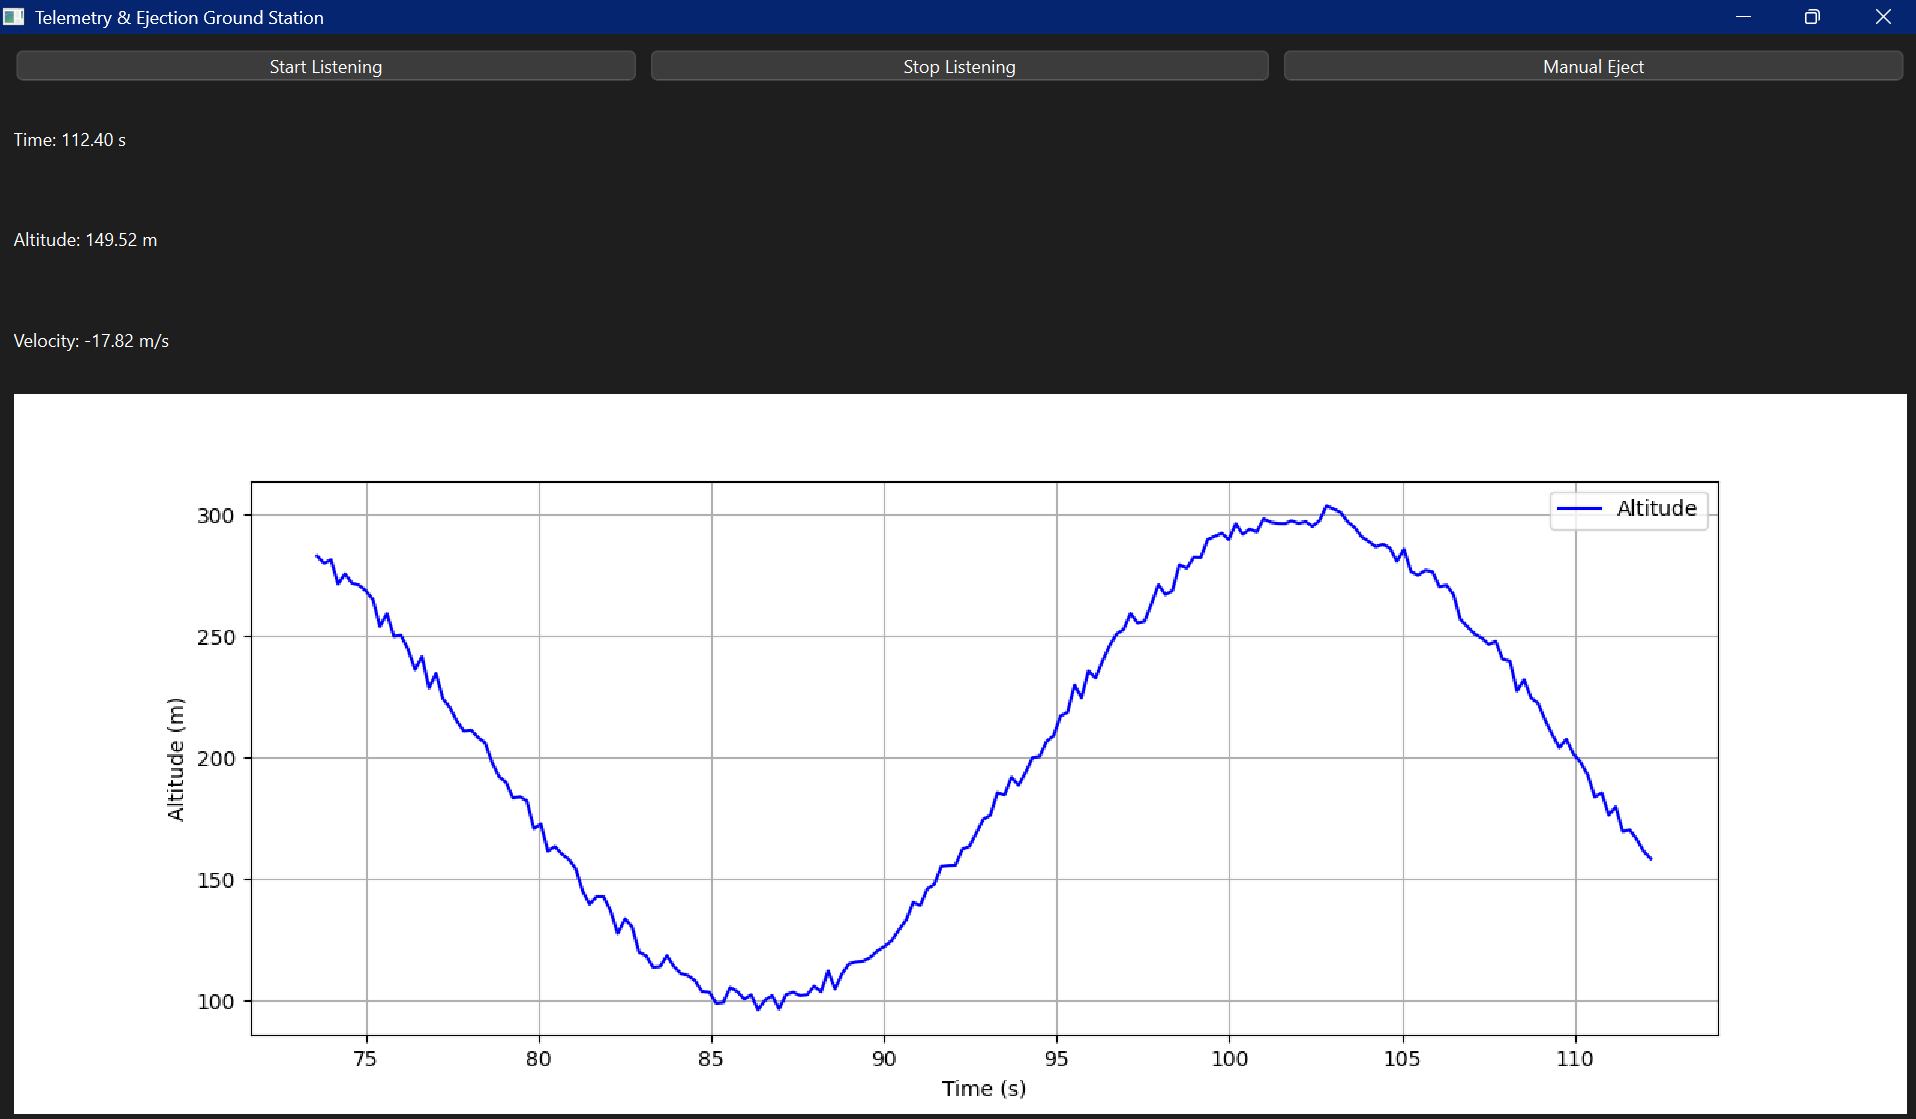 Telemetry & Ejection Ground Station
Start Listening Stop Listening Manual Eject
Time: 112.40 s
Altitude: 149.52 m
Velocity: -17.82 m/s
Altitude
300
250
200
150
100
Altitude (m)
75 80 85 90 95 100 105 110
Time (s)